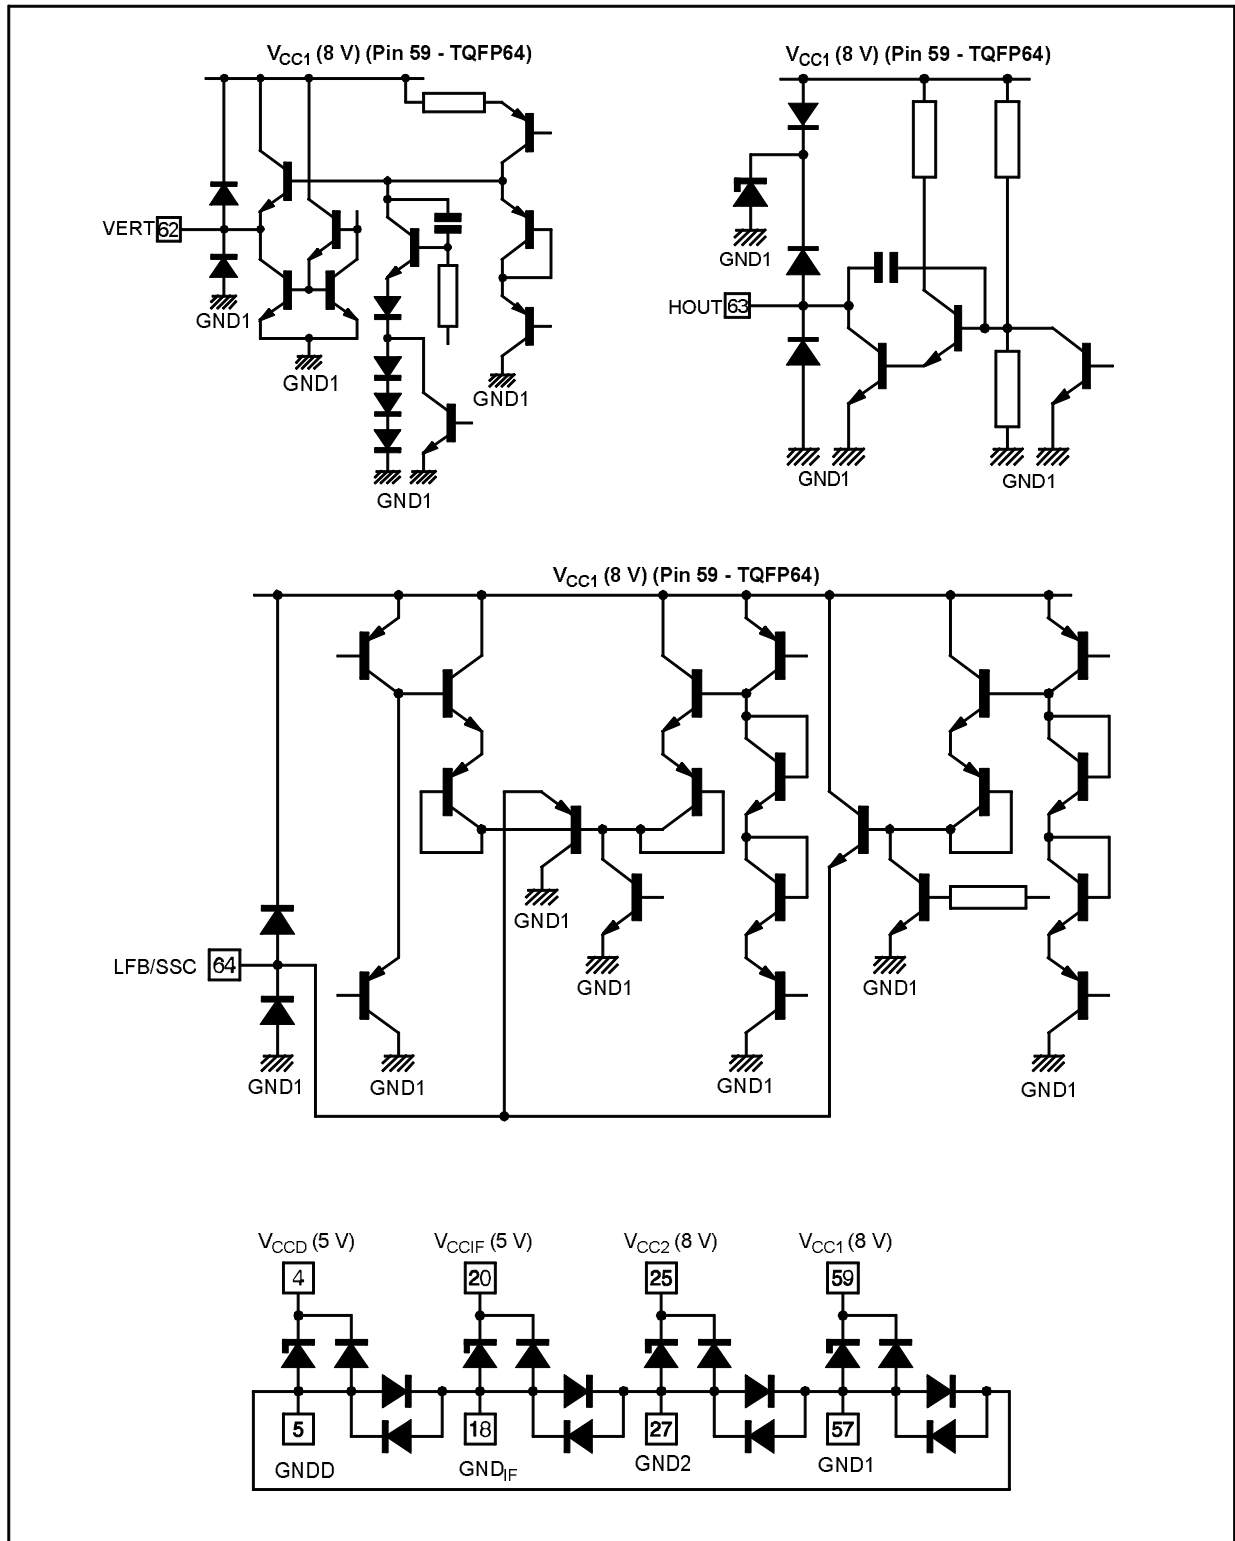 VCC1 (8 V) (Pin 59 - TQFP64)
VCC1 (8 V) (Pin 59 - TQFP64)
VERT 62
GND1
GND1
GND1
GND1
GND1
HOUT 63
GND1
GND1
VCC1 (8 V) (Pin 59 - TQFP64)
GND1
LFB/SSC 64
GND1
GND1
GND1
GND1
GND1
GND1
VCCD (5 V)
VCCIF (5 V)
VCC2 (8 V)
VCC1 (8 V)
4
20
25
59
5
18
27
57
GNDD
GNDIF
GND2
GND1